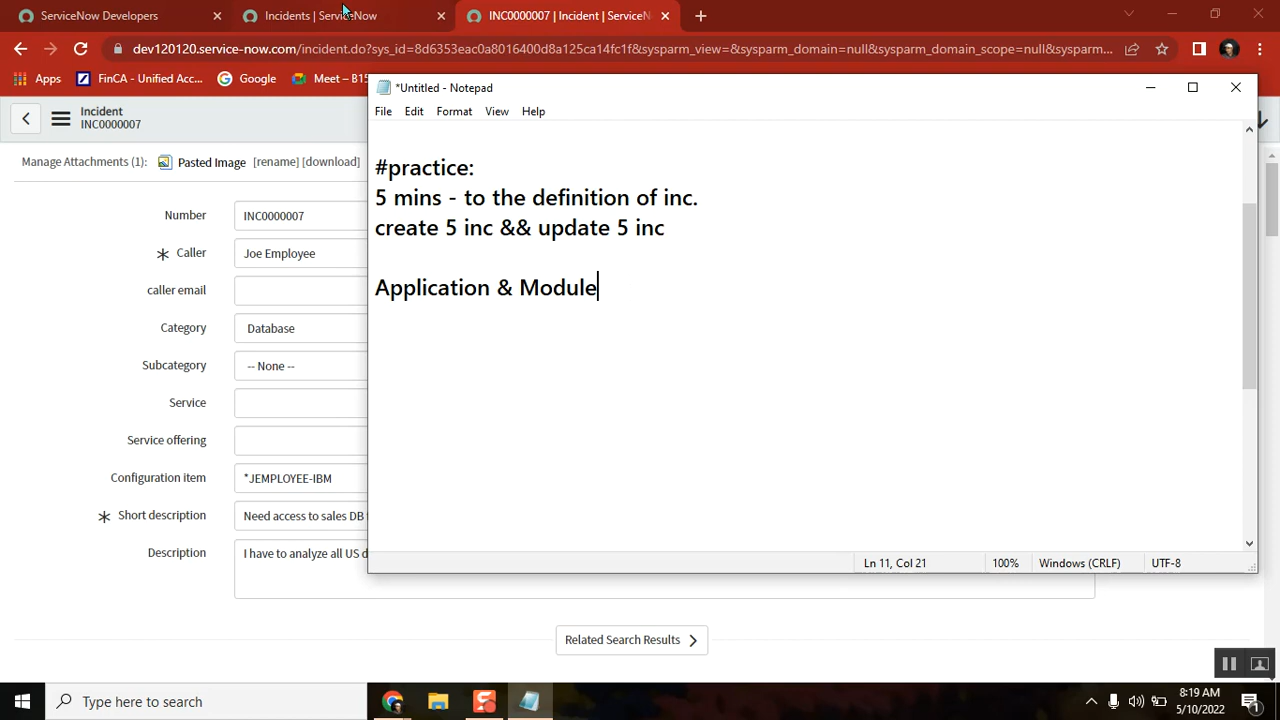 ServiceNow Developers
Incidents | ServiceNow
INC0000007 | Incident | ServiceN
dev120120.service-now.com/incident.do?sys_id=8d6353eac0a8016400d8a125ca14fc1f&sysparm_view=&sysparm_domain=null&sysparm_domain_scope=null&sysparm...
Apps
FinCA - Unified Acc...
Google
Meet – B15
*Untitled - Notepad
File Edit Format View Help
Incident
INC0000007
Manage Attachments (1): Pasted Image [rename] [download]
#practice:
5 mins - to the definition of inc.
create 5 inc && update 5 inc
Application & Module
Number INC0000007
Caller Joe Employee
caller email
Category Database
Subcategory -- None --
Service
Service offering
Configuration item *JEMPLOYEE-IBM
Short description Need access to sales DB
Description I have to analyze all US d
Ln 11, Col 21 100% Windows (CRLF) UTF-8
Related Search Results
Type here to search
8:19 AM
5/10/2022
1